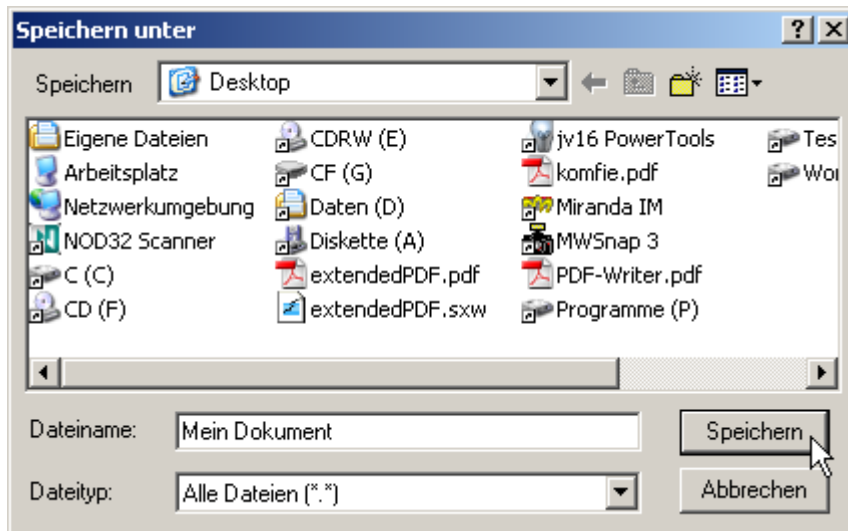 Speichern unter
Speichern Desktop
Eigene Dateien CDRW (E) jv16 PowerTools Tes
Arbeitsplatz CF (G) komfie.pdf Wor
Netzwerkumgebung Daten (D) Miranda IM
NOD32 Scanner Diskette (A) MWSnap 3
C (C) extendedPDF.pdf PDF-Writer.pdf
CD (F) extendedPDF.sxw Programme (P)
Dateiname: Mein Dokument Speichern
Dateityp: Alle Dateien (*.*) Abbrechen